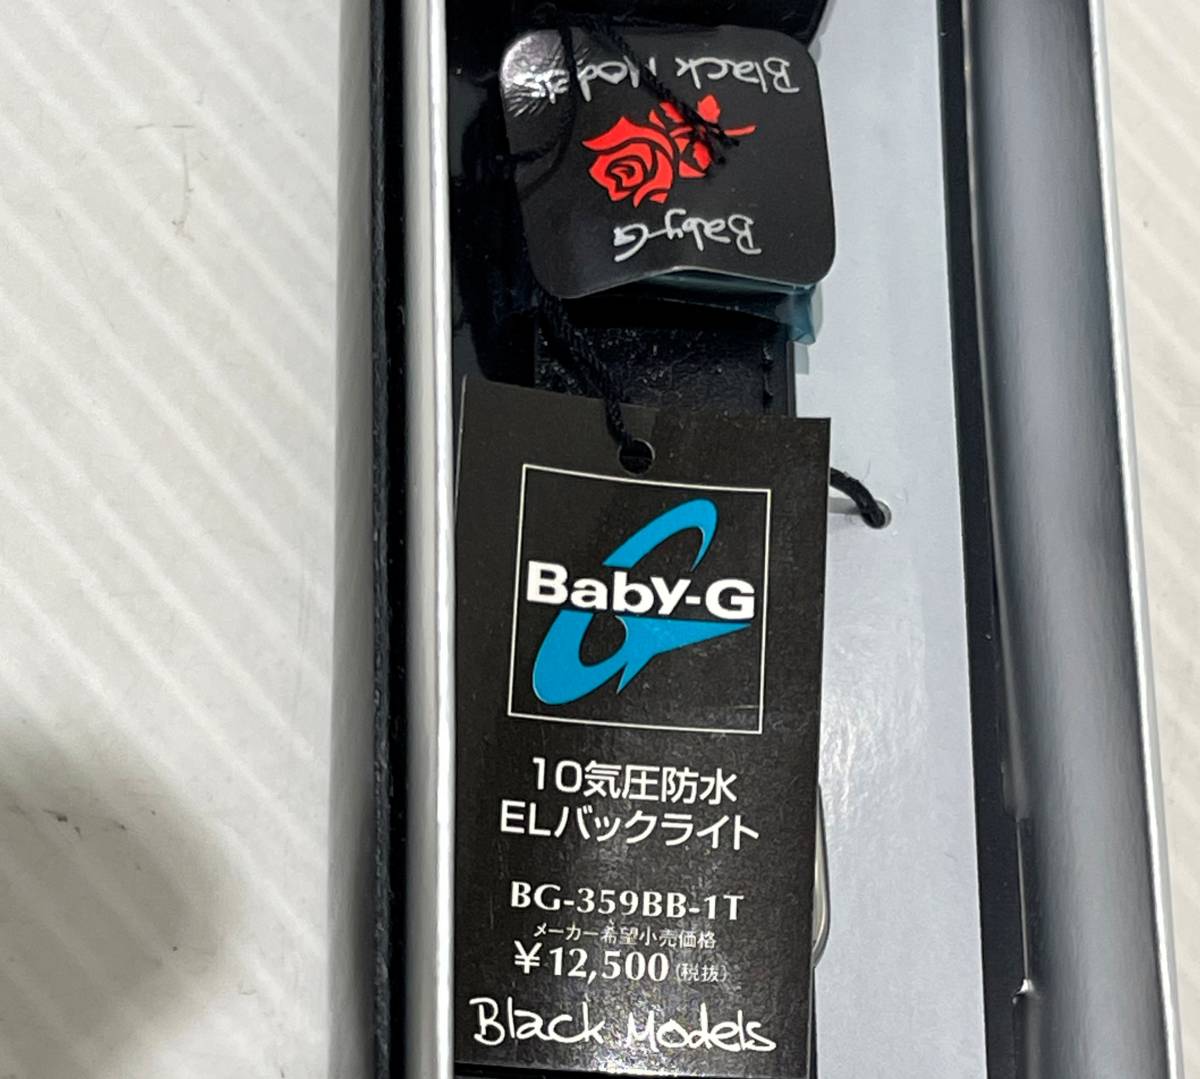 Black Models
Baby-G
Baby-G
10気圧防水
ELバックライト
BG-359BB-1T
メーカー希望小売価格
¥12,500(税抜)
Black Models